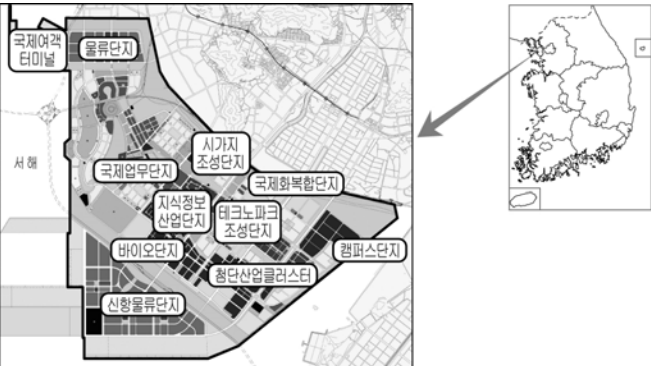 국제여객
터미널
물류단지
시가지
조성단지
서해
국제업무단지
국제화복합단지
지식정보
산업단지
테크노파크
조성단지
바이오단지
캠퍼스단지
첨단산업클러스터
신항물류단지